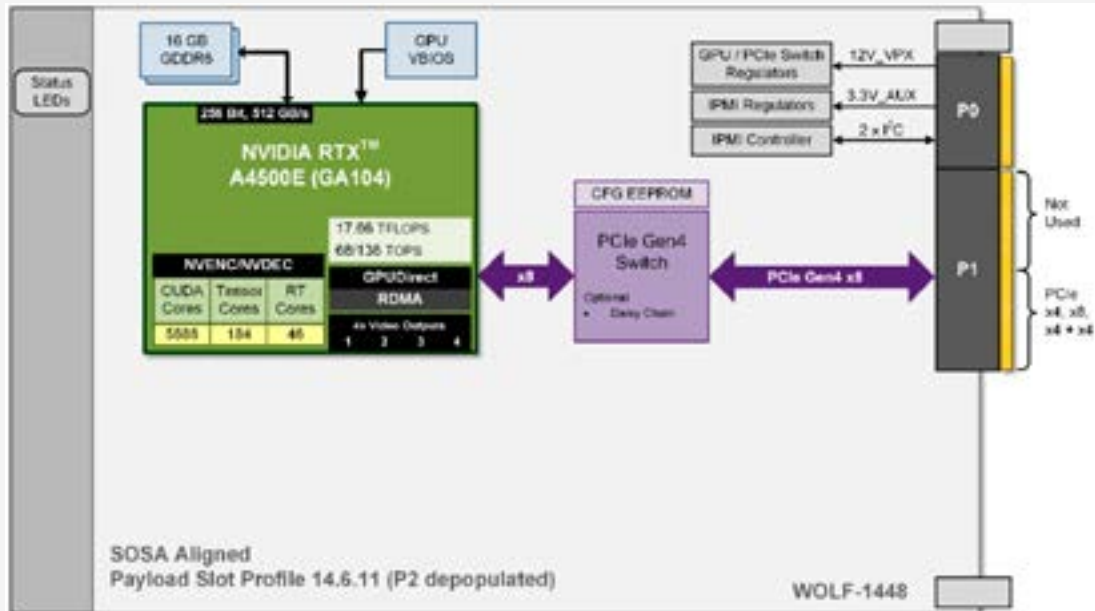 16 GB
GDDR6
GPU
VBIOS
Status
LEDs
256 Bit, 512 GB/s
NVIDIA RTX™
A4500E (GA104)
17.66 TFLOPS
68/136 TOPS
NVENC/NVDEC
CUDA
Cores
Tensor
Cores
RT
Cores
5888
184
46
GPUDirect
RDMA
4x Video Outputs
1 2 3 4
x8
CFG EEPROM
PCIe Gen4
Switch
Optional
• Daisy Chain
PCIe Gen4 x8
GPU / PCIe Switch
Regulators
12V_VPX
IPMI Regulators
3.3V_AUX
IPMI Controller
2 x I²C
P0
P1
Not
Used
PCIe
x4, x8,
x4 + x4
SOSA Aligned
Payload Slot Profile 14.6.11 (P2 depopulated)
WOLF-1448